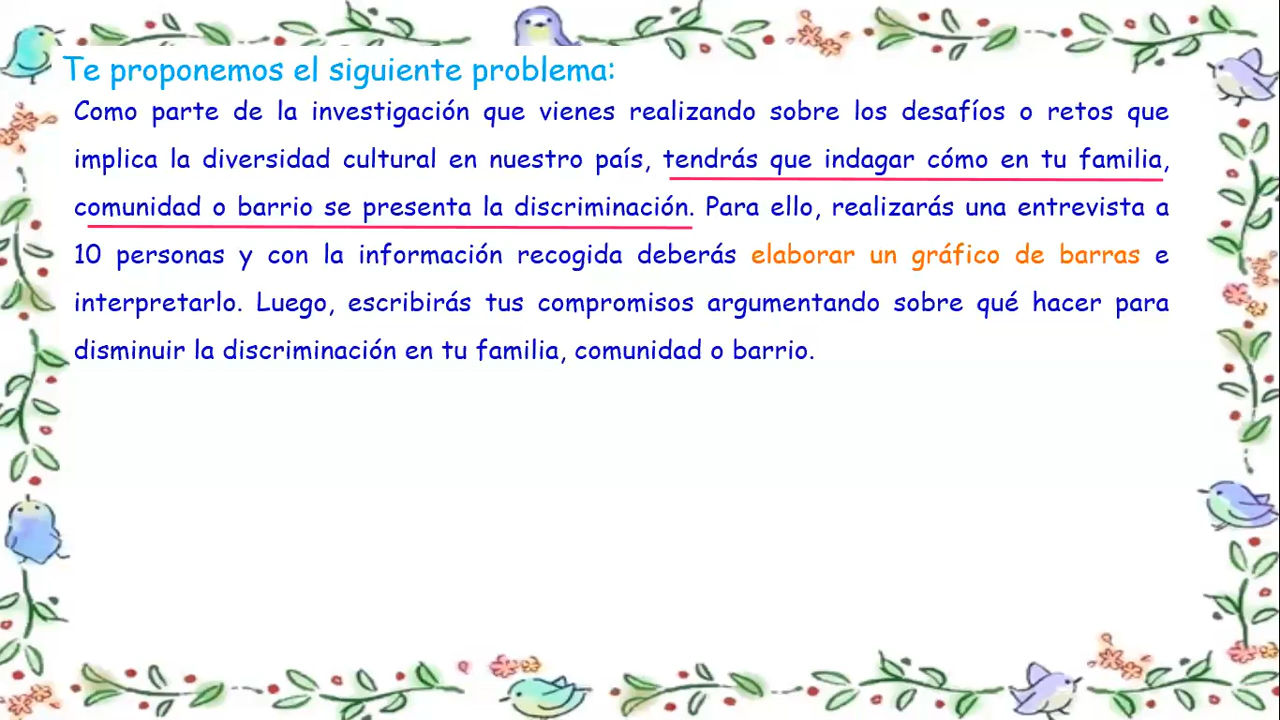 Te proponemos el siguiente problema:
Como parte de la investigación que vienes realizando sobre los desafíos o retos que
implica la diversidad cultural en nuestro país, tendrás que indagar cómo en tu familia,
comunidad o barrio se presenta la discriminación. Para ello, realizarás una entrevista a
10 personas y con la información recogida deberás elaborar un gráfico de barras e
interpretarlo. Luego, escribirás tus compromisos argumentando sobre qué hacer para
disminuir la discriminación en tu familia, comunidad o barrio.